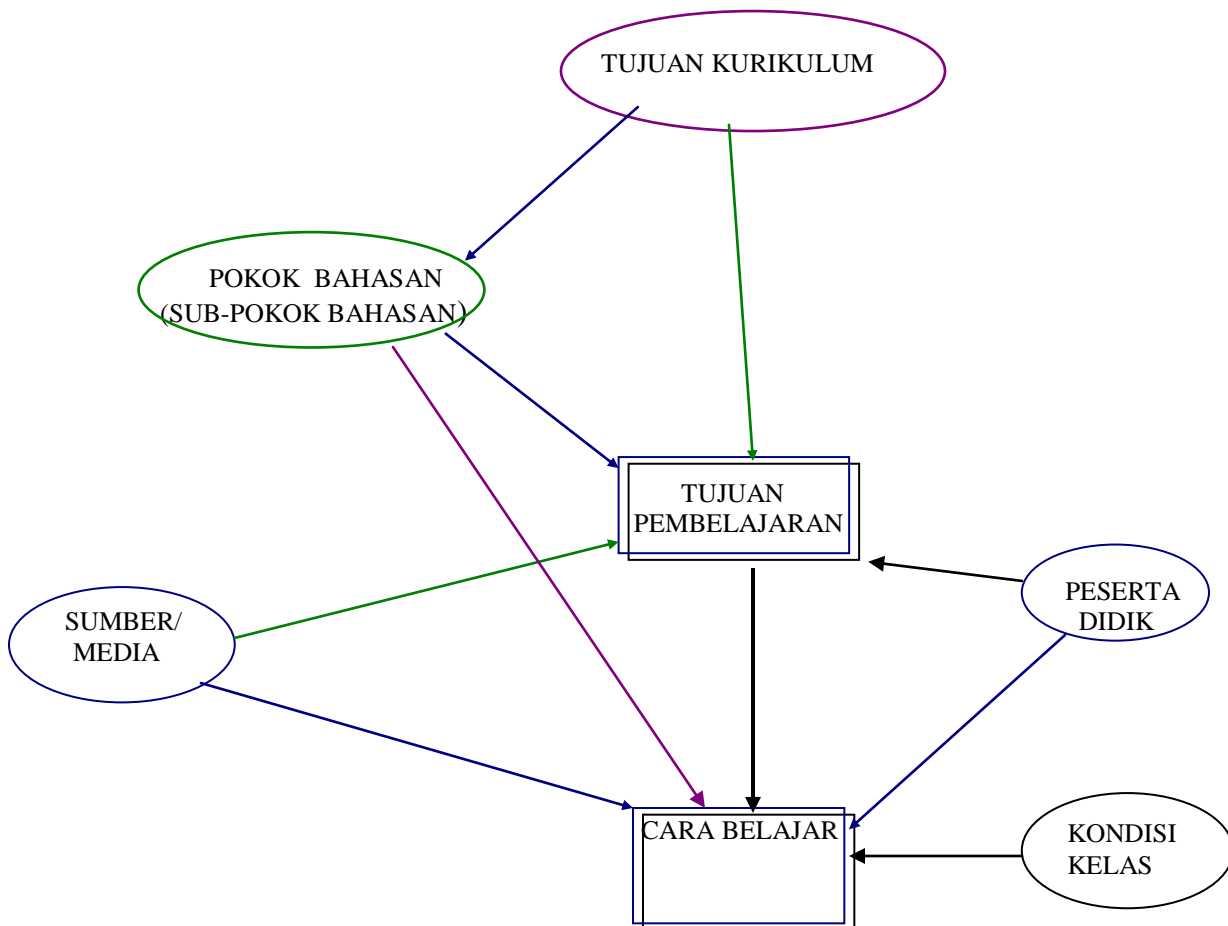 TUJUAN KURIKULUM
POKOK BAHASAN
(SUB-POKOK BAHASAN)
TUJUAN
PEMBELAJARAN
SUMBER/
MEDIA
PESERTA
DIDIK
CARA BELAJAR
KONDISI
KELAS